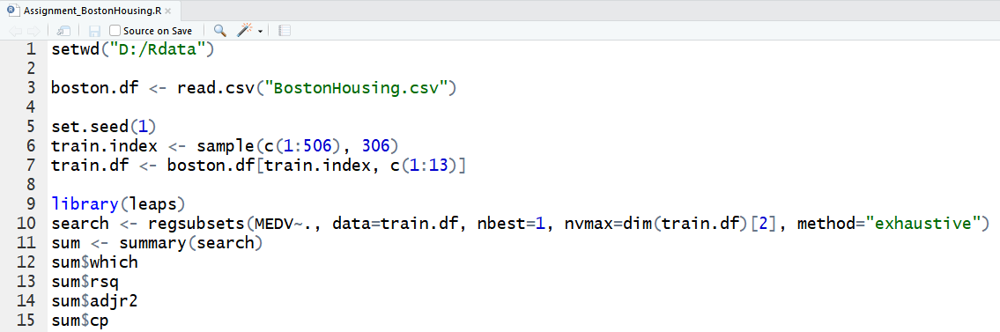 Assignment_BostonHousing.R
Source on Save
1 setwd("D:/Rdata")
2
3 boston.df <- read.csv("BostonHousing.csv")
4
5 set.seed(1)
6 train.index <- sample(c(1:506), 306)
7 train.df <- boston.df[train.index, c(1:13)]
8
9 library(leaps)
10 search <- regsubsets(MEDV~., data=train.df, nbest=1, nvmax=dim(train.df)[2], method="exhaustive")
11 sum <- summary(search)
12 sum$which
13 sum$rsq
14 sum$adjr2
15 sum$cp